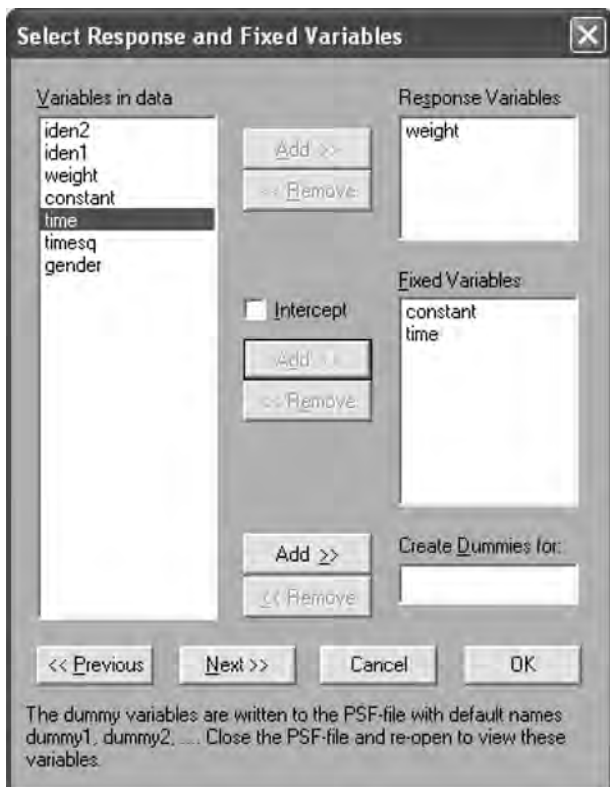 Select Response and Fixed Variables
Variables in data
iden2
iden1
weight
constant
time
timesq
gender
Add >>
<< Remove
Response Variables
weight
Intercept
Add >>
<< Remove
Fixed Variables
constant
time
Add >>
<< Remove
Create Dummies for:
<< Previous
Next >>
Cancel
OK
The dummy variables are written to the PSF-file with default names
dummy1, dummy2, .... Close the PSF-file and re-open to view these
variables.